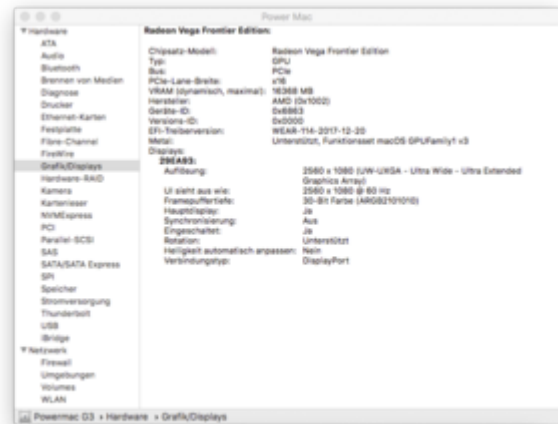 Power Mac
Hardware
ATA
Audio
Bluetooth
Brennen von Medien
Diagnose
Drucker
Ethernet-Karten
Festplatte
Fibre-Channel
FireWire
Grafik/Displays
Hardware-RAID
Kamera
Kartenleser
NVMExpress
PCI
Parallel-SCSI
SAS
SATA/SATA Express
SPI
Speicher
Stromversorgung
Thunderbolt
USB
iBridge
Netzwerk
Firewall
Umgebungen
Volumes
WLAN
Radeon Vega Frontier Edition:
Chipsatz-Modell: Radeon Vega Frontier Edition
Typ: GPU
Bus: PCIe
PCIe-Lane-Breite: x16
VRAM (dynamisch, maximal): 16368 MB
Hersteller: AMD (0x1002)
Geräte-ID: 0x6863
Versions-ID: 0x0000
EFI-Treiberversion: WEAR-114-2017-12-20
Metal: Unterstützt, Funktionsset macOS GPUFamily1 v3
Displays:
29EA93:
Auflösung: 2560 x 1080 (UW-UXGA - Ultra Wide - Ultra Extended
Graphics Array)
UI sieht aus wie: 2560 x 1080 @ 60 Hz
Framepuffertiefe: 30-Bit Farbe (ARGB2101010)
Hauptdisplay: Ja
Synchronisierung: Aus
Eingeschaltet: Ja
Rotation: Unterstützt
Helligkeit automatisch anpassen: Nein
Verbindungstyp: DisplayPort
Powermac G3 › Hardware › Grafik/Displays